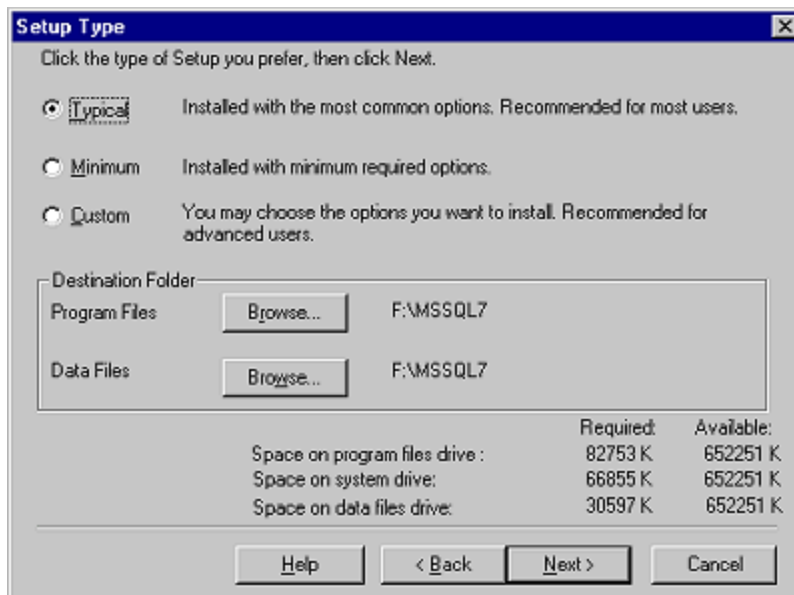 Setup Type
Click the type of Setup you prefer, then click Next.
Typical Installed with the most common options. Recommended for most users.
Minimum Installed with minimum required options.
Custom You may choose the options you want to install. Recommended for
advanced users.
Destination Folder
Program Files Browse... F:\MSSQL7
Data Files Browse... F:\MSSQL7
Required: Available:
Space on program files drive : 82753 K 652251 K
Space on system drive: 66855 K 652251 K
Space on data files drive: 30597 K 652251 K
Help < Back Next > Cancel